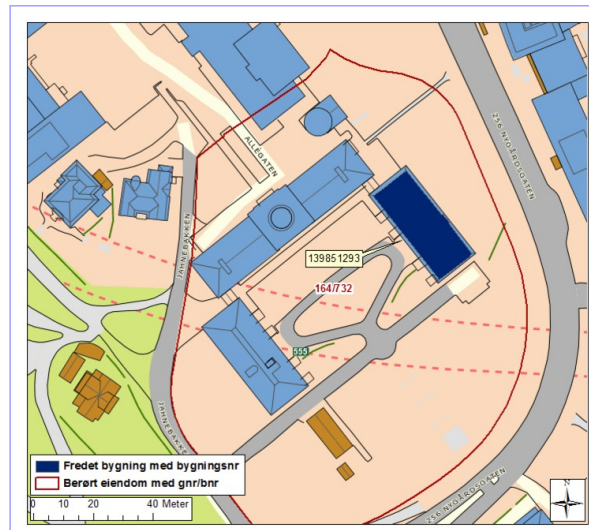 256 NYGÅRDSGATEN
ALLÉGATEN
JAHNEBAKKEN
139851293
164/732
555
JAHNEBAKKEN
256 NYGÅRDSGATEN
Fredet bygning med bygningsnr
Berørt eiendom med gnr/bnr
0 10 20 40 Meter
N